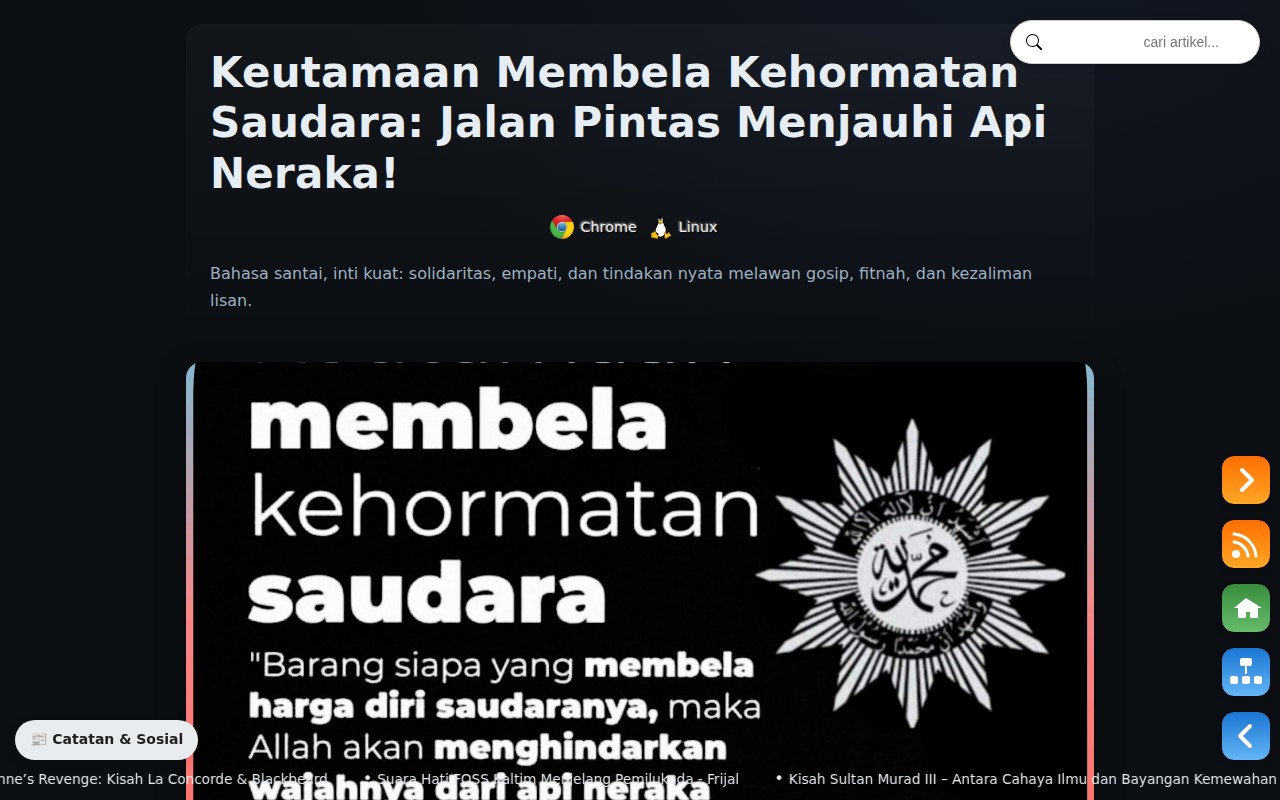 cari artikel...
Keutamaan Membela Kehormatan
Saudara: Jalan Pintas Menjauhi Api
Neraka!
Chrome Linux
Bahasa santai, inti kuat: solidaritas, empati, dan tindakan nyata melawan gosip, fitnah, dan kezaliman
lisan.
membela
kehormatan
saudara
"Barang siapa yang membela
harga diri saudaranya, maka
Allah akan menghindarkan
wajahnya dari api neraka
📰 Catatan & Sosial
nne’s Revenge: Kisah La Concorde & Blackbeard • Suara Hati FOSS Kaltim Menjelang Pemilukada - Frijal • Kisah Sultan Murad III – Antara Cahaya Ilmu dan Bayangan Kemewahan